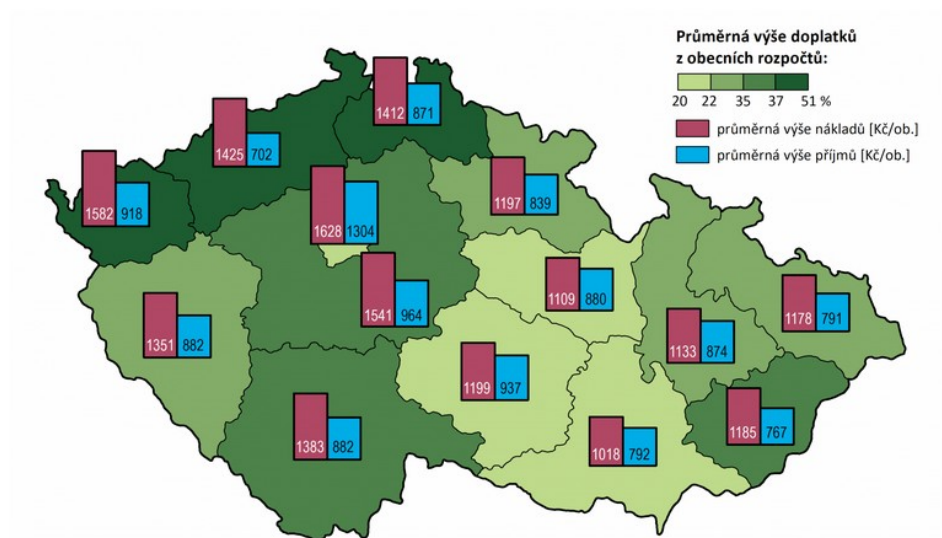 Průměrná výše doplatků
z obecních rozpočtů:
20 22 35 37 51 %
průměrná výše nákladů [Kč/ob.]
průměrná výše příjmů [Kč/ob.]
1412 871
1425 702
1582 918
1628 1304
1197 839
1541 964
1109 880
1351 882
1178 791
1133 874
1199 937
1383 882
1185 767
1018 792